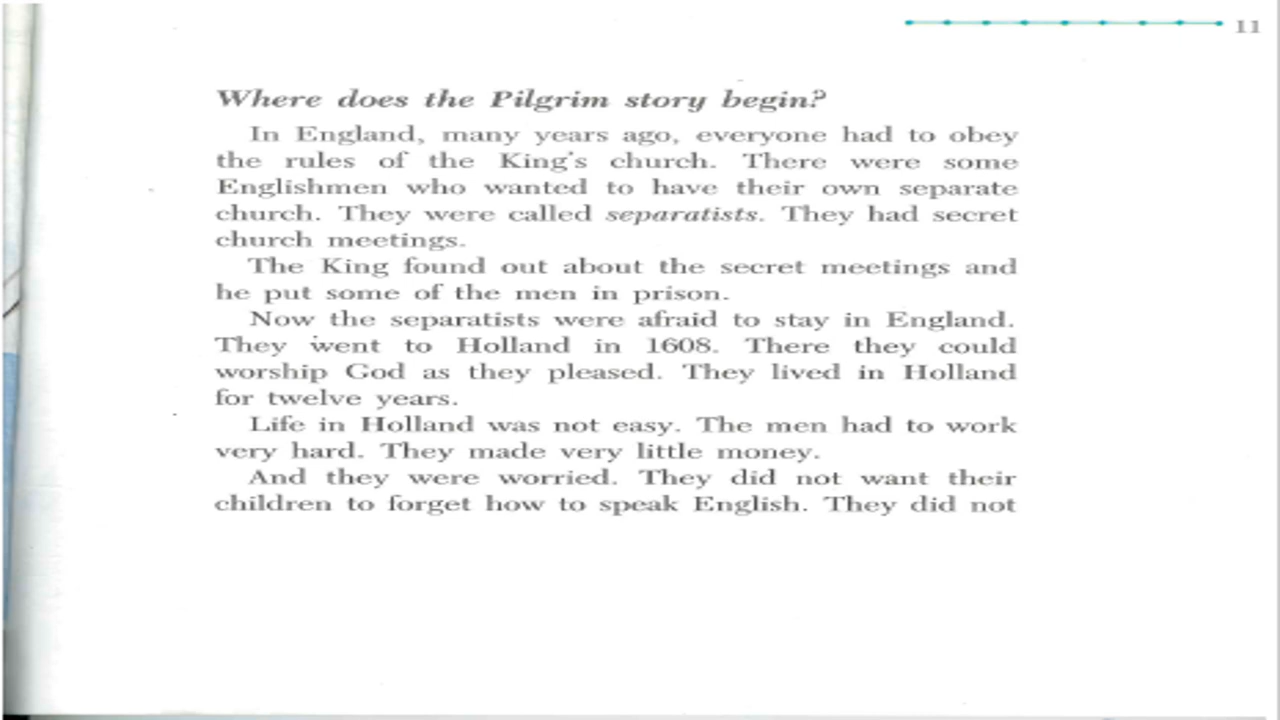 11
Where does the Pilgrim story begin?
In England, many years ago, everyone had to obey
the rules of the King's church. There were some
Englishmen who wanted to have their own separate
church. They were called separatists. They had secret
church meetings.
The King found out about the secret meetings and
he put some of the men in prison.
Now the separatists were afraid to stay in England.
They went to Holland in 1608. There they could
worship God as they pleased. They lived in Holland
for twelve years.
Life in Holland was not easy. The men had to work
very hard. They made very little money.
And they were worried. They did not want their
children to forget how to speak English. They did not